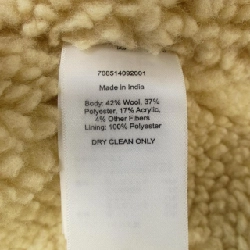 Made in India
Body: 42% Wool, 37%
Polyester, 17% Acrylic,
4% Other Fibers
Lining: 100% Polyester
DRY CLEAN ONLY